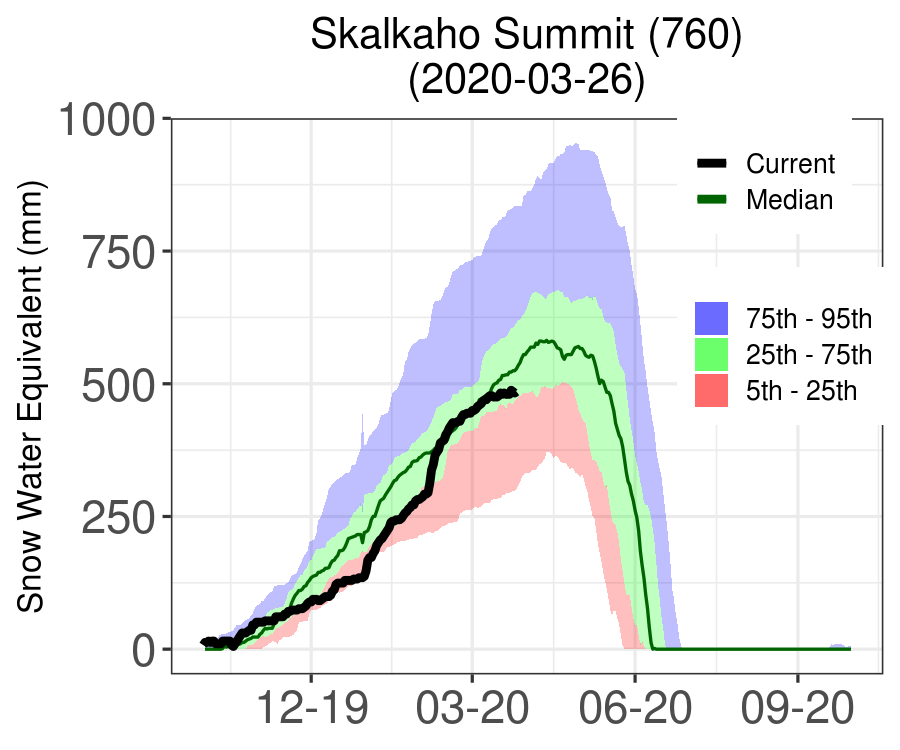 Skalkaho Summit (760)
(2020-03-26)
Snow Water Equivalent (mm)
1000
750
500
250
0
Current
Median
75th - 95th
25th - 75th
5th - 25th
12-19 03-20 06-20 09-20